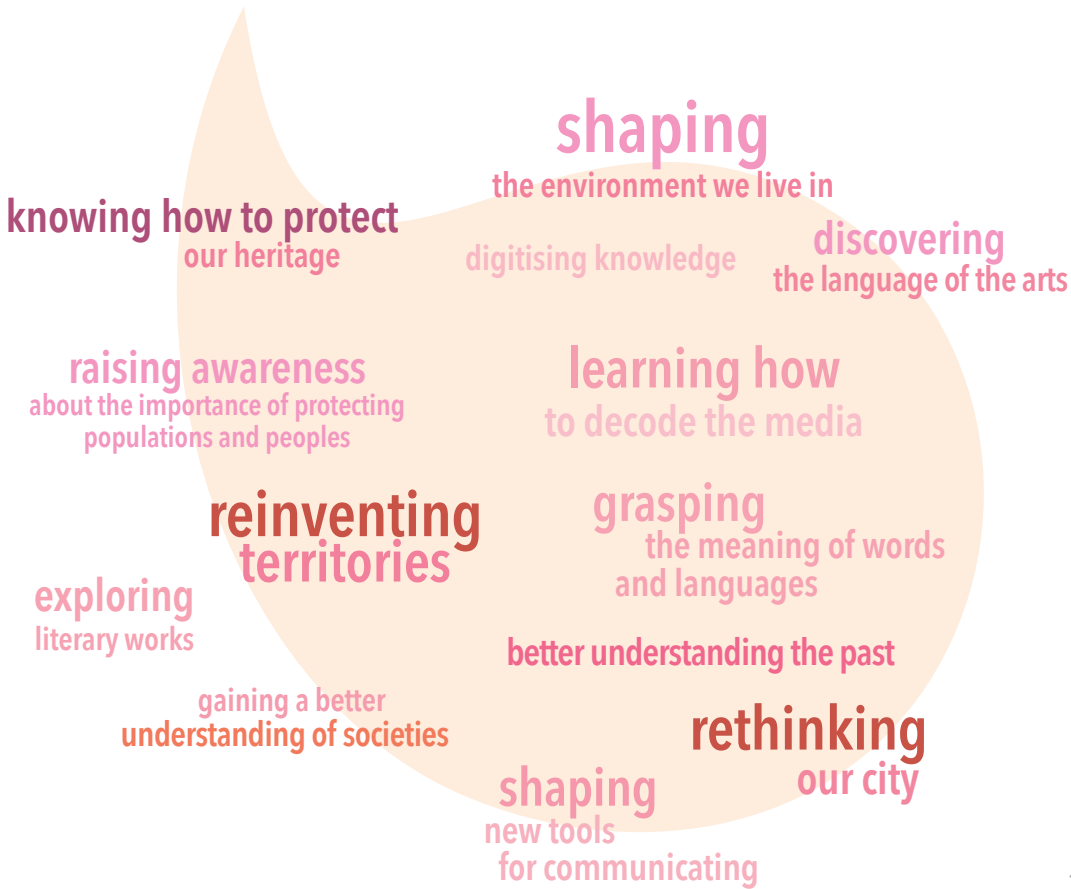 shaping
the environment we live in
knowing how to protect
our heritage
digitising knowledge
discovering
the language of the arts
raising awareness
about the importance of protecting
populations and peoples
learning how
to decode the media
reinventing
territories
grasping
the meaning of words
and languages
exploring
literary works
better understanding the past
gaining a better
understanding of societies
rethinking
our city
shaping
new tools
for communicating